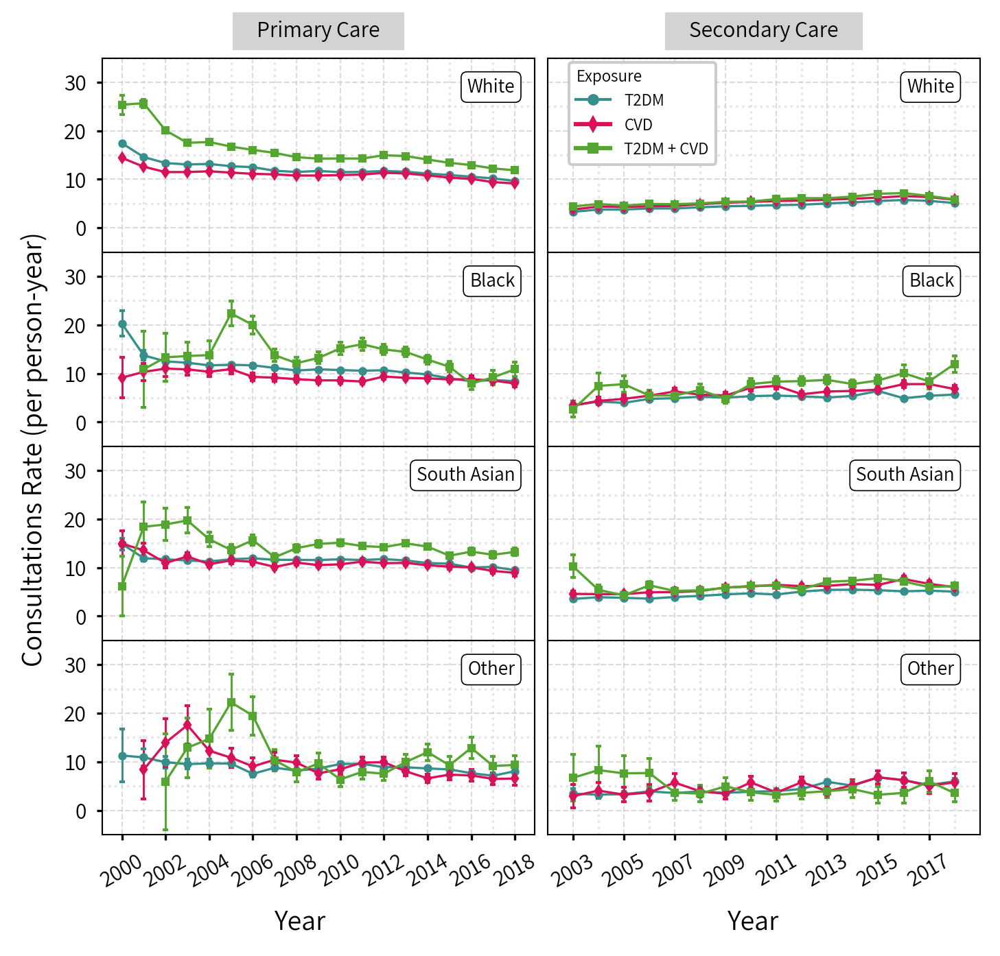 Primary Care
Secondary Care
Consultations Rate (per person-year)
30
20
10
0
White
Exposure
T2DM
CVD
T2DM + CVD
White
30
20
10
0
Black
Black
30
20
10
0
South Asian
South Asian
30
20
10
0
Other
Other
2000 2002 2004 2006 2008 2010 2012 2014 2016 2018
2003 2005 2007 2009 2011 2013 2015 2017
Year
Year